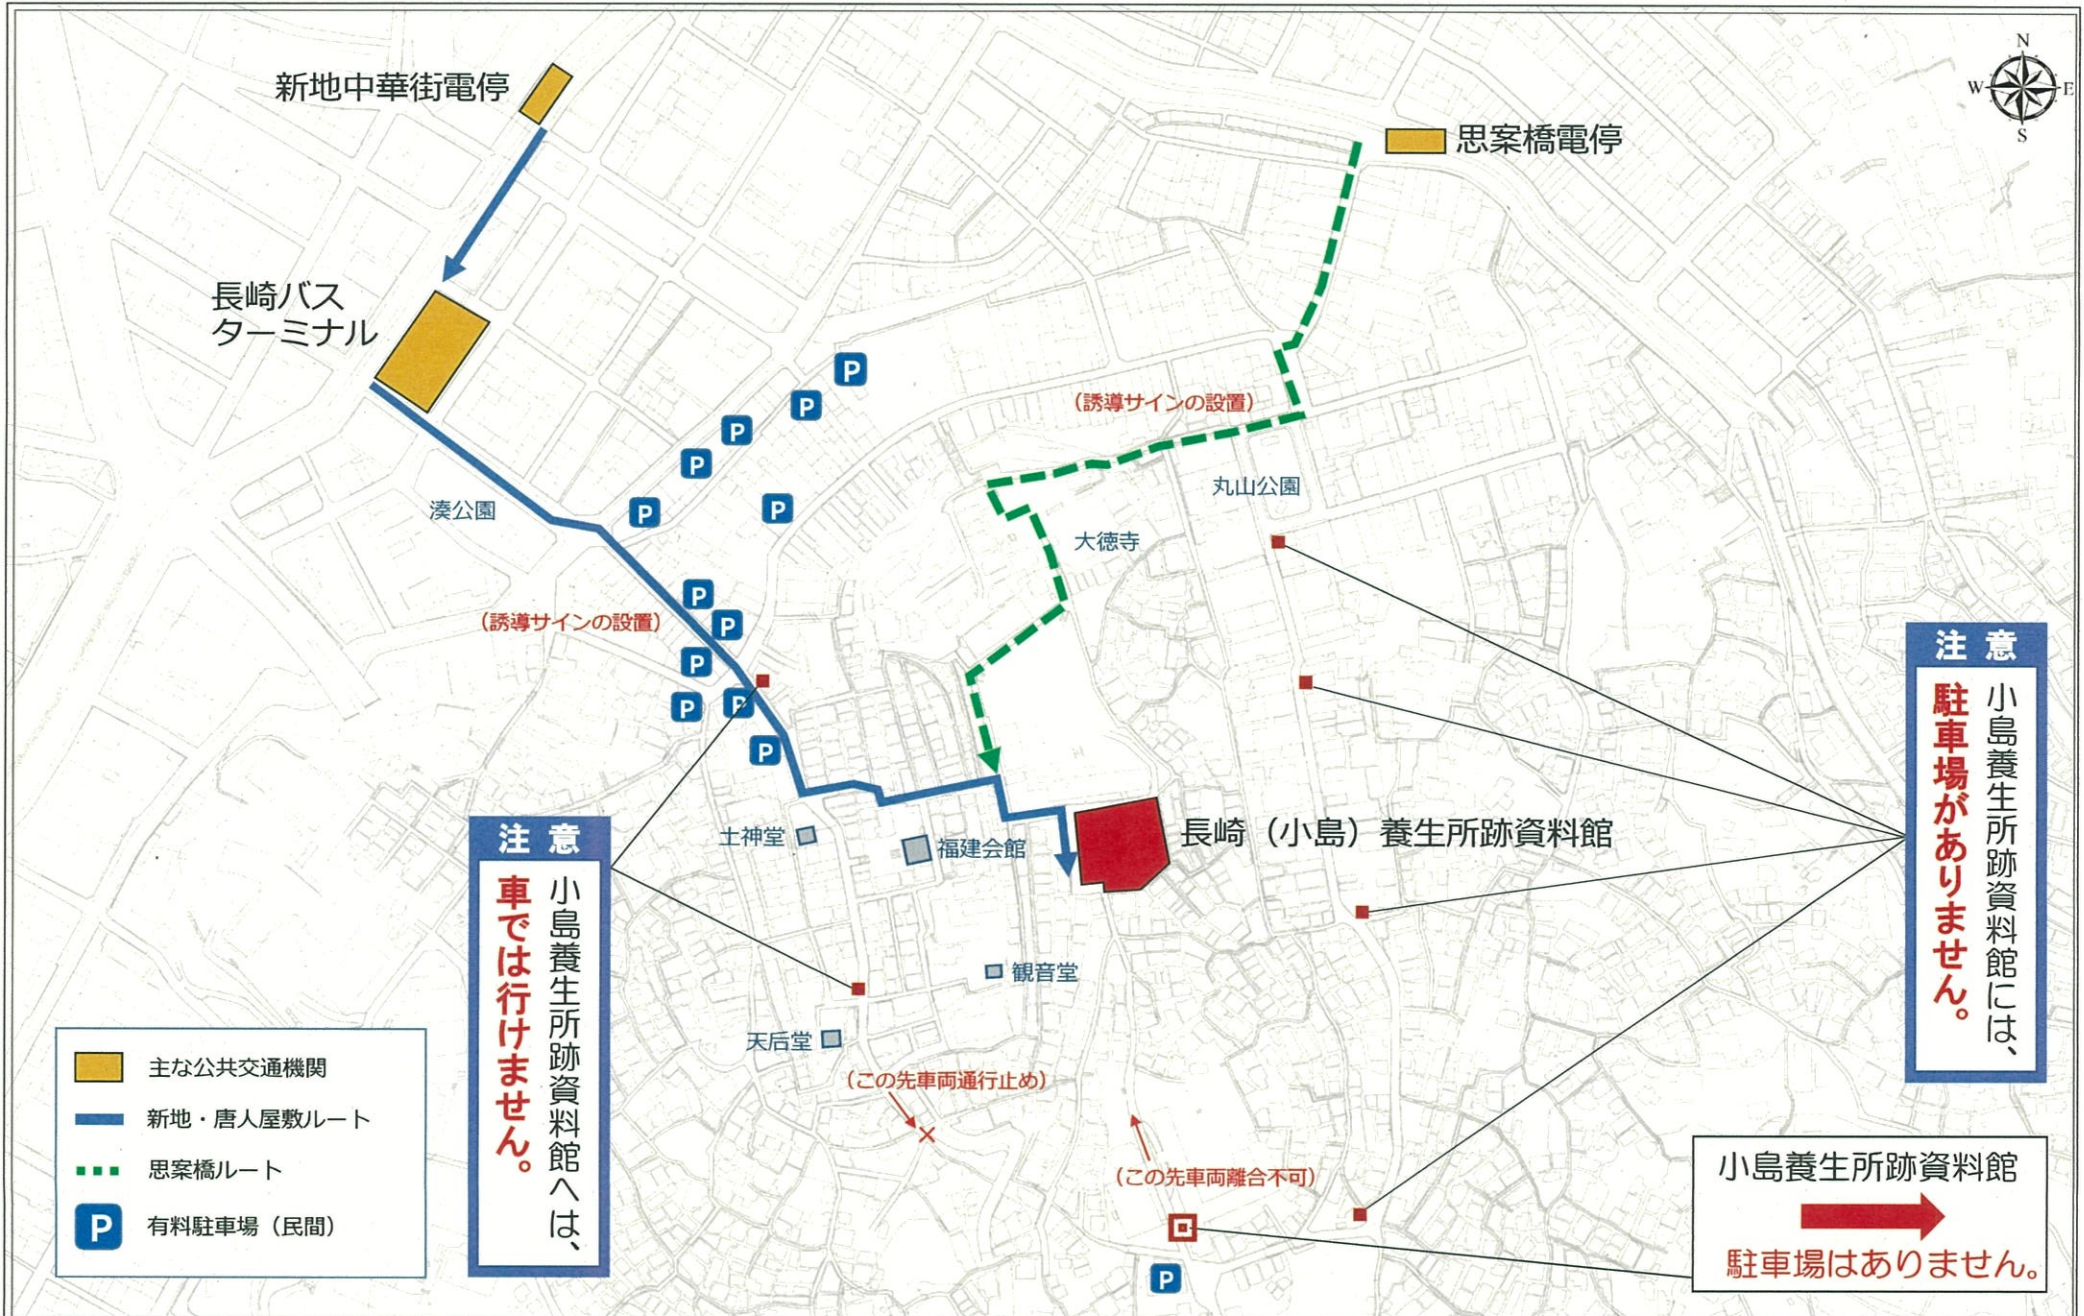 N
W
E
S
新地中華街電停
思案橋電停
長崎バス
ターミナル
P
P
(誘導サインの設置)
P
P
丸山公園
湊公園
P
P
大徳寺
P
(誘導サインの設置)
P
P
P
P
P
注 意
小島養生所跡資料館には、
駐車場がありません。
注 意
小島養生所跡資料館へは、
車では行けません。
土神堂
福建会館
長崎（小島）養生所跡資料館
観音堂
天后堂
(この先車両通行止め)
(この先車両離合不可)
P
主な公共交通機関
新地・唐人屋敷ルート
思案橋ルート
P 有料駐車場（民間）
小島養生所跡資料館
駐車場はありません。